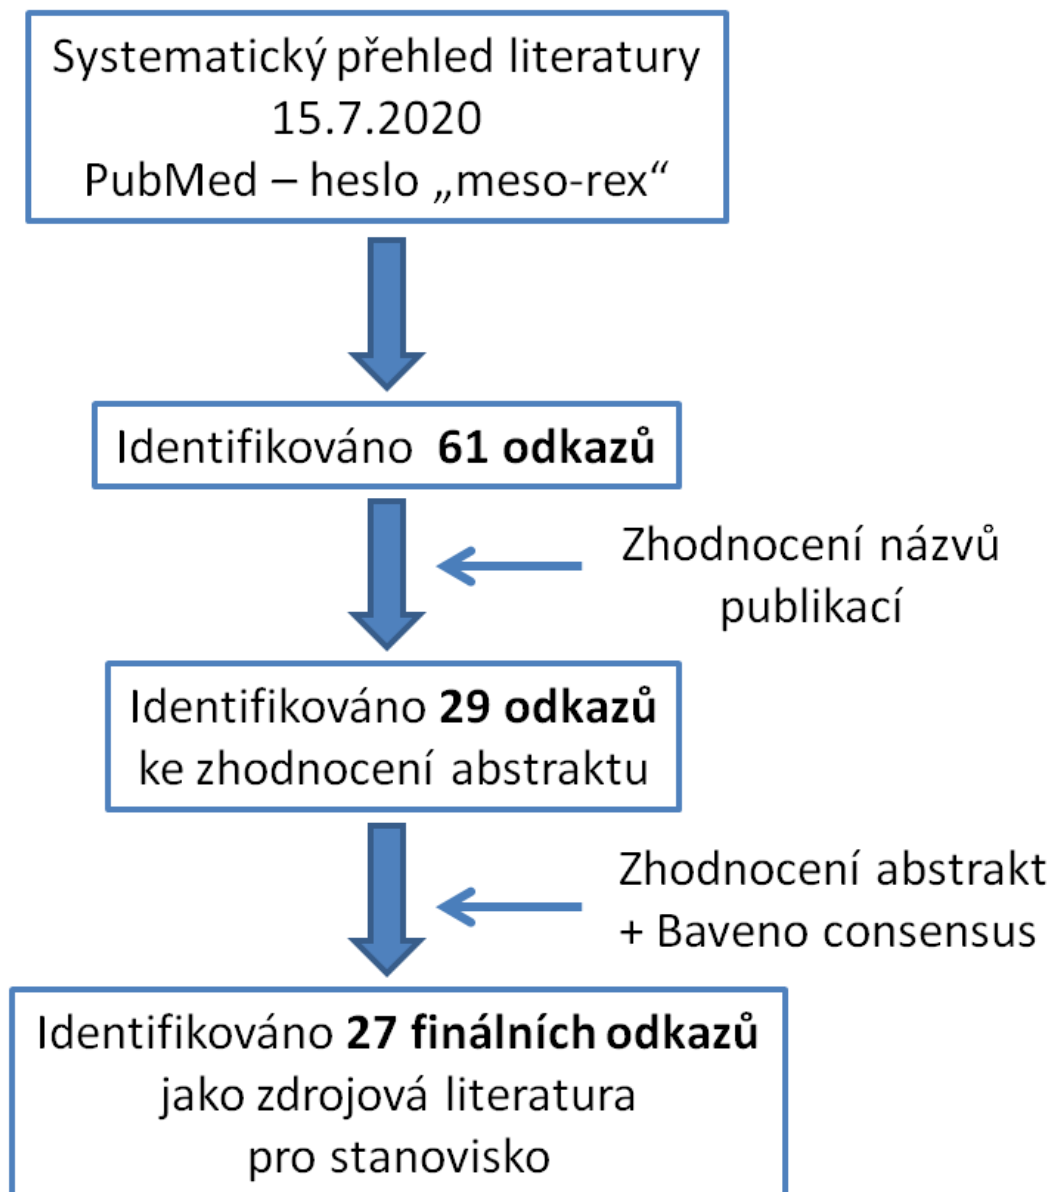 Systematický přehled literatury
15.7.2020
PubMed – heslo „meso-rex“
Identifikováno 61 odkazů
Zhodnocení názvů
publikací
Identifikováno 29 odkazů
ke zhodnocení abstraktu
Zhodnocení abstrakt
+ Baveno consensus
Identifikováno 27 finálních odkazů
jako zdrojová literatura
pro stanovisko